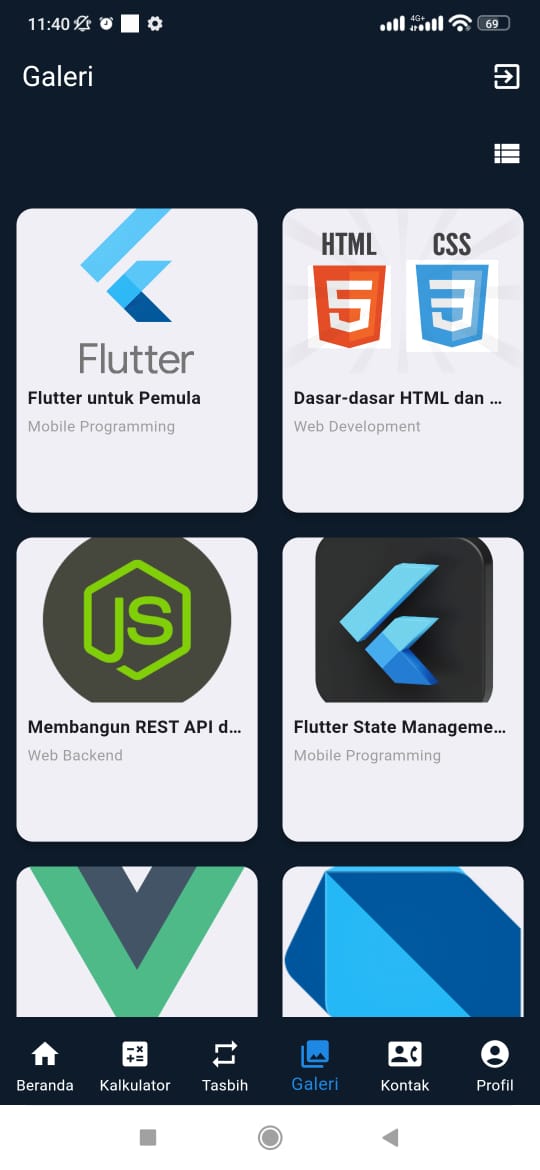 11:40
4G+
69
Galeri
HTML CSS
5 3
Flutter
Flutter untuk Pemula
Mobile Programming
Dasar-dasar HTML dan ...
Web Development
JS
Membangun REST API d...
Web Backend
Flutter State Manageme...
Mobile Programming
Beranda
Kalkulator
Tasbih
Galeri
Kontak
Profil